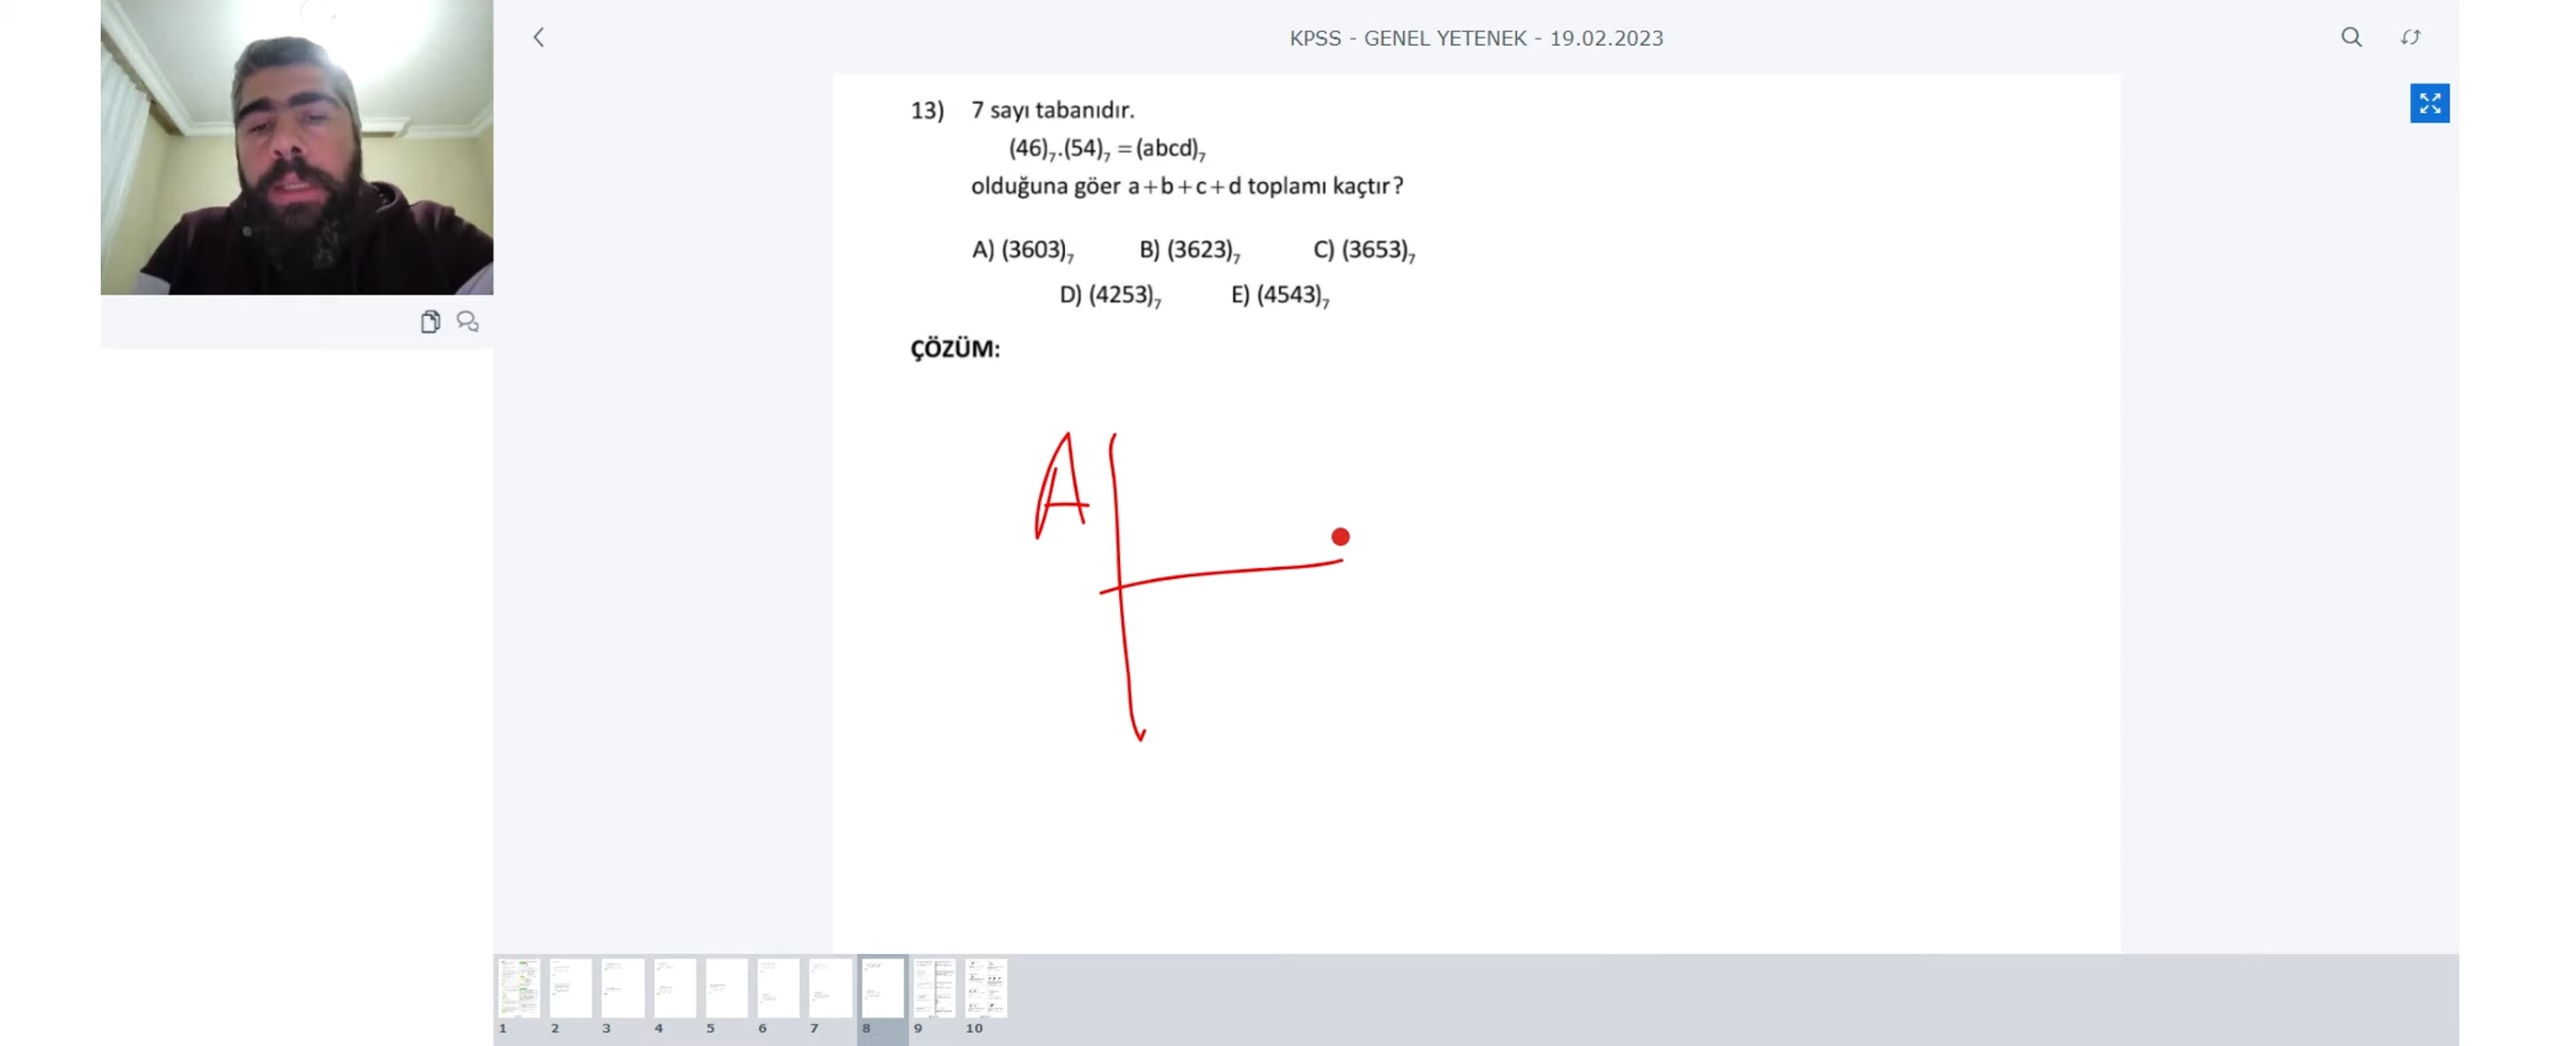 KPSS - GENEL YETENEK - 19.02.2023
13) 7 sayı tabanıdır.
(46)₇.(54)₇ = (abcd)₇
olduğuna göer a+b+c+d toplamı kaçtır?
A) (3603)₇ B) (3623)₇ C) (3653)₇
D) (4253)₇ E) (4543)₇
ÇÖZÜM:
A
1 2 3 4 5 6 7 8 9 10